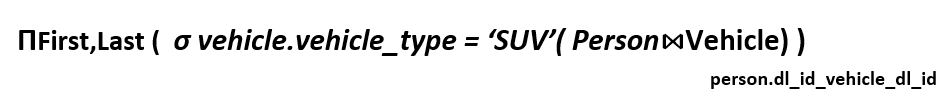 ΠFirst,Last ( σ vehicle.vehicle_type = ‘SUV’( Person⋈Vehicle) )
person.dl_id_vehicle_dl_id